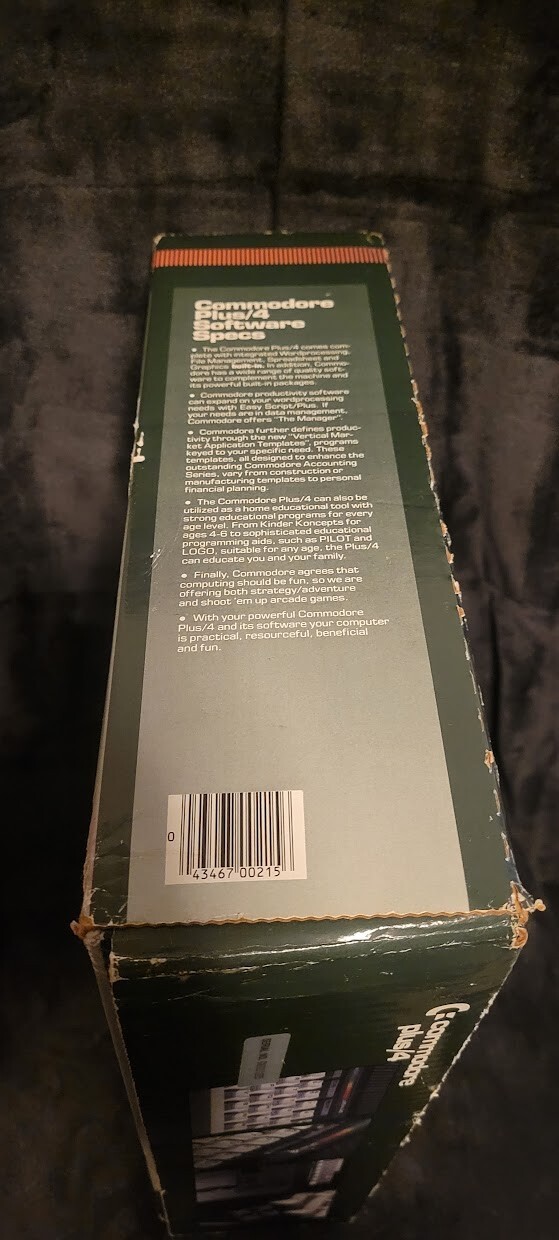 Commodore
Plus/4
Software
Specs
• The Commodore Plus/4 comes com-
plete with integrated Wordprocessing,
File Management, Spreadsheet and
Graphics built-in. In addition, Commo-
dore has a wide range of quality soft-
ware to complement the machine and
its powerful built-in packages.
• Commodore productivity software
can expand on your wordprocessing
needs with Easy Script/Plus. If
your needs are in data management,
Commodore offers "The Manager".
• Commodore further defines produc-
tivity through the new "Vertical Mar-
ket Application Templates", programs
keyed to your specific need. These
templates, all designed to enhance the
outstanding Commodore Accounting
Series, vary from construction or
manufacturing templates to personal
financial planning.
• The Commodore Plus/4 can also be
utilized as a home educational tool with
strong educational programs for every
age level. From Kinder Koncepts for
ages 4-6 to sophisticated educational
programming aids, such as PILOT and
LOGO, suitable for any age, the Plus/4
can educate you and your family.
• Finally, Commodore agrees that
computing should be fun, so we are
offering both strategy/adventure
and shoot 'em up arcade games.
• With your powerful Commodore
Plus/4 and its software your computer
is practical, resourceful, beneficial
and fun.
0
43467 00215
commodore
plus/4
SERIAL NO.